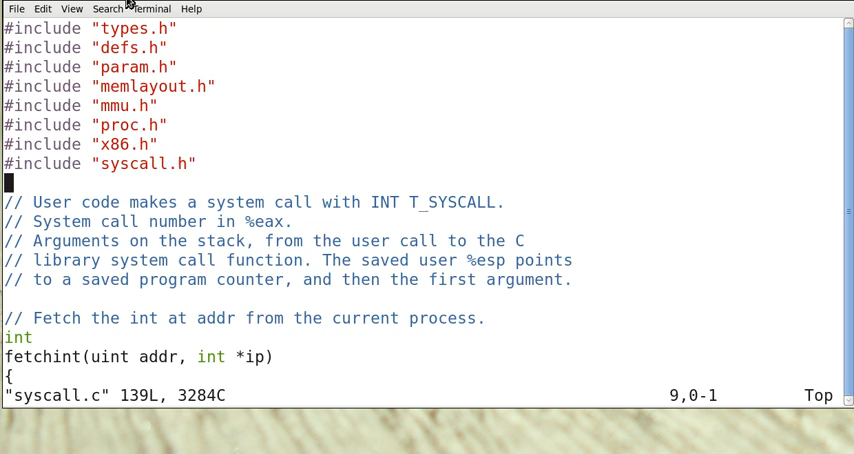 File Edit View Search Terminal Help
#include "types.h"
#include "defs.h"
#include "param.h"
#include "memlayout.h"
#include "mmu.h"
#include "proc.h"
#include "x86.h"
#include "syscall.h"
// User code makes a system call with INT T_SYSCALL.
// System call number in %eax.
// Arguments on the stack, from the user call to the C
// library system call function. The saved user %esp points
// to a saved program counter, and then the first argument.
// Fetch the int at addr from the current process.
int
fetchint(uint addr, int *ip)
{
"syscall.c" 139L, 3284C 9,0-1 Top